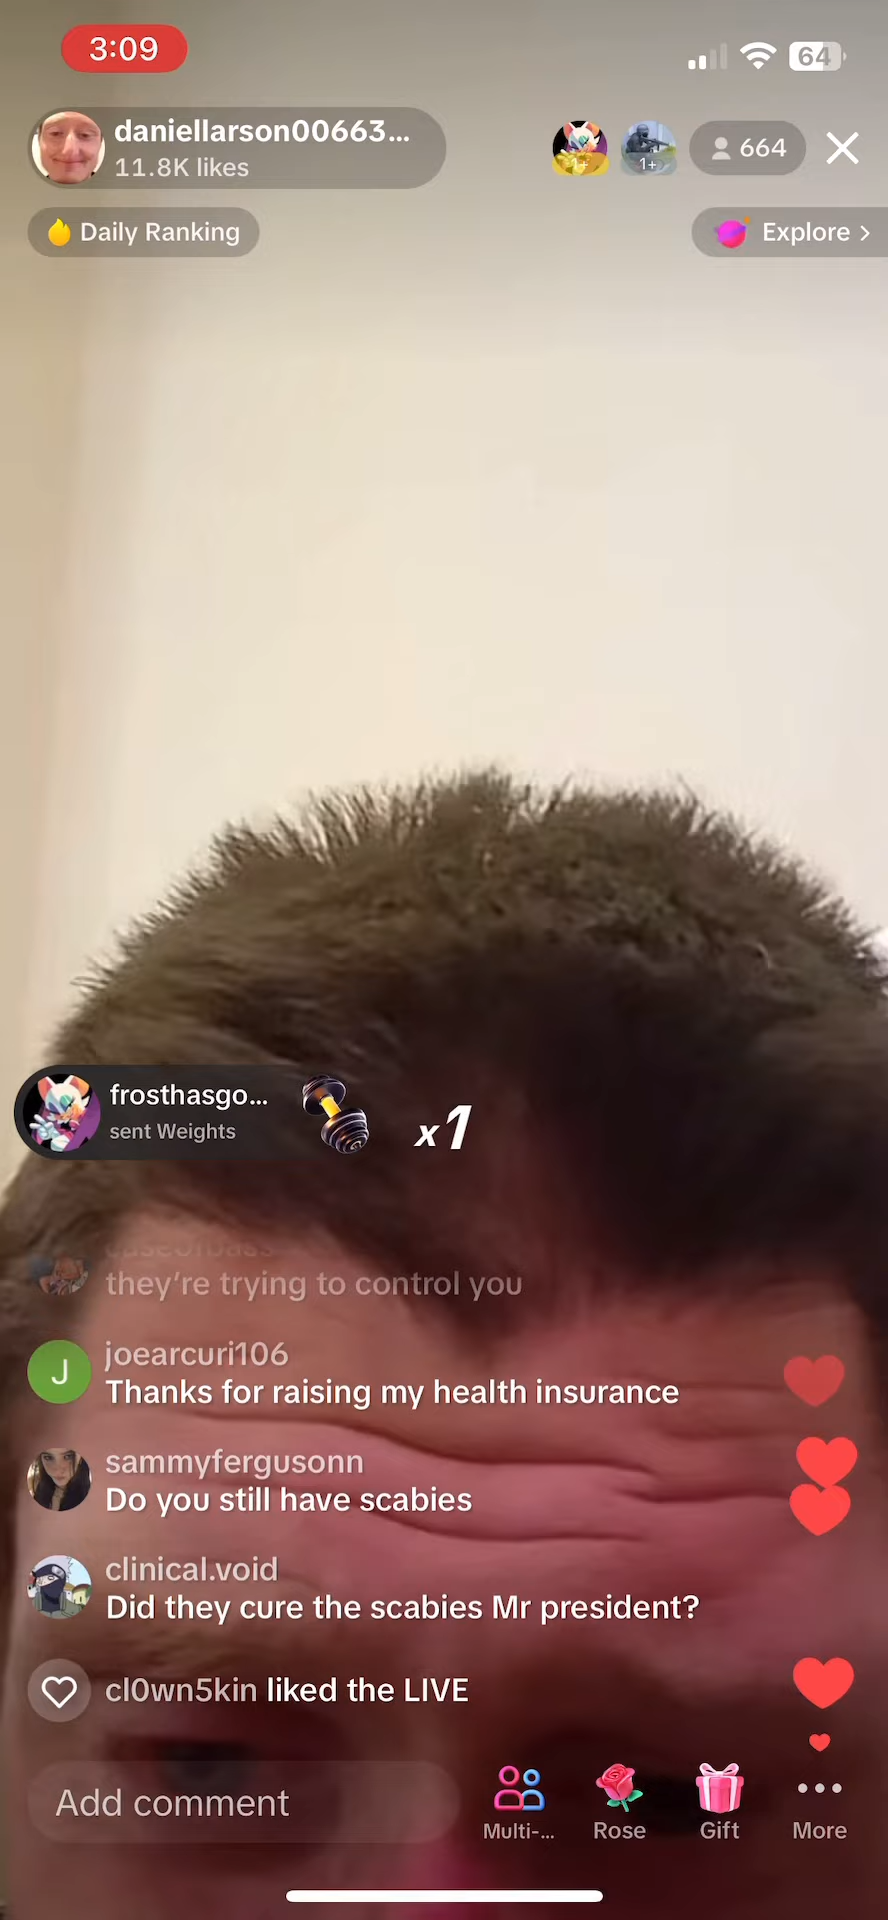 3:09
64
daniellarson00663...
11.8K likes
1+
1+
664
Daily Ranking
Explore >
frosthasgo...
sent Weights
x1
they're trying to control you
J
joearcuri106
Thanks for raising my health insurance
sammyfergusonn
Do you still have scabies
clinical.void
Did they cure the scabies Mr president?
cl0wn5kin liked the LIVE
Add comment
Multi-...
Rose
Gift
More